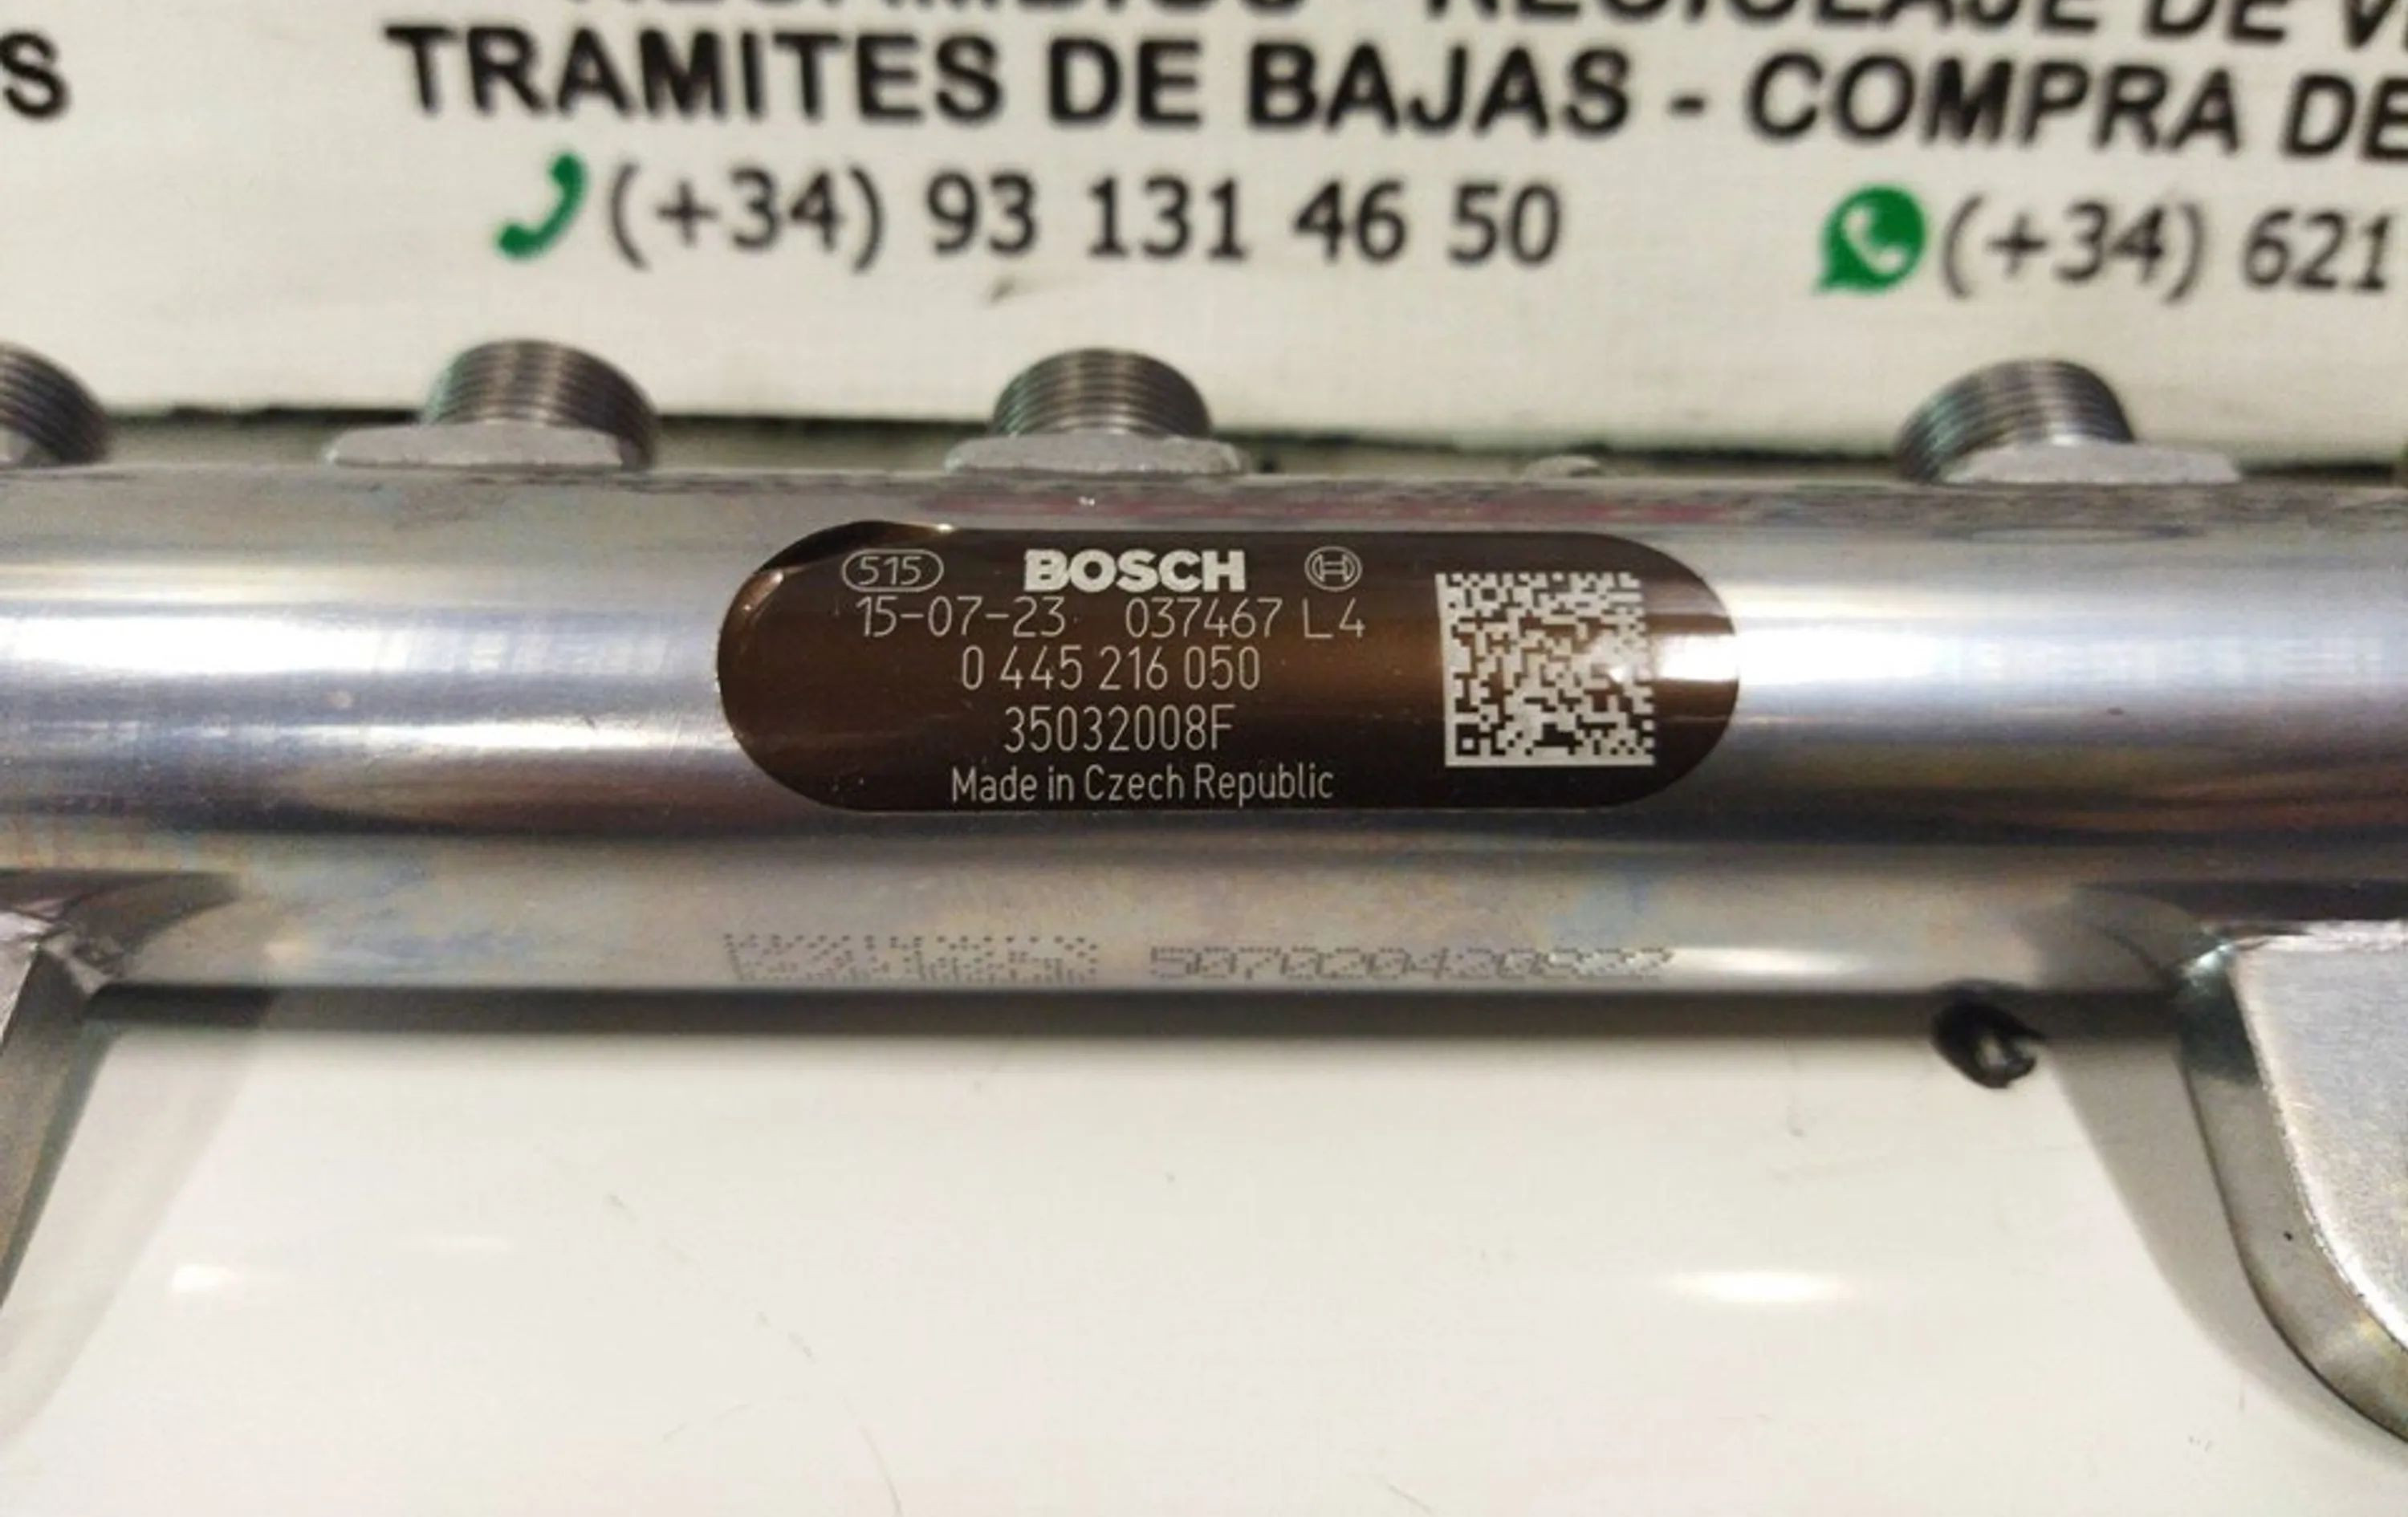 TRAMITES DE BAJAS - COMPRA DE
(+34) 93 131 46 50
(+34) 621
515 BOSCH
15-07-23 037467 L4
0 445 216 050
35032008F
Made in Czech Republic